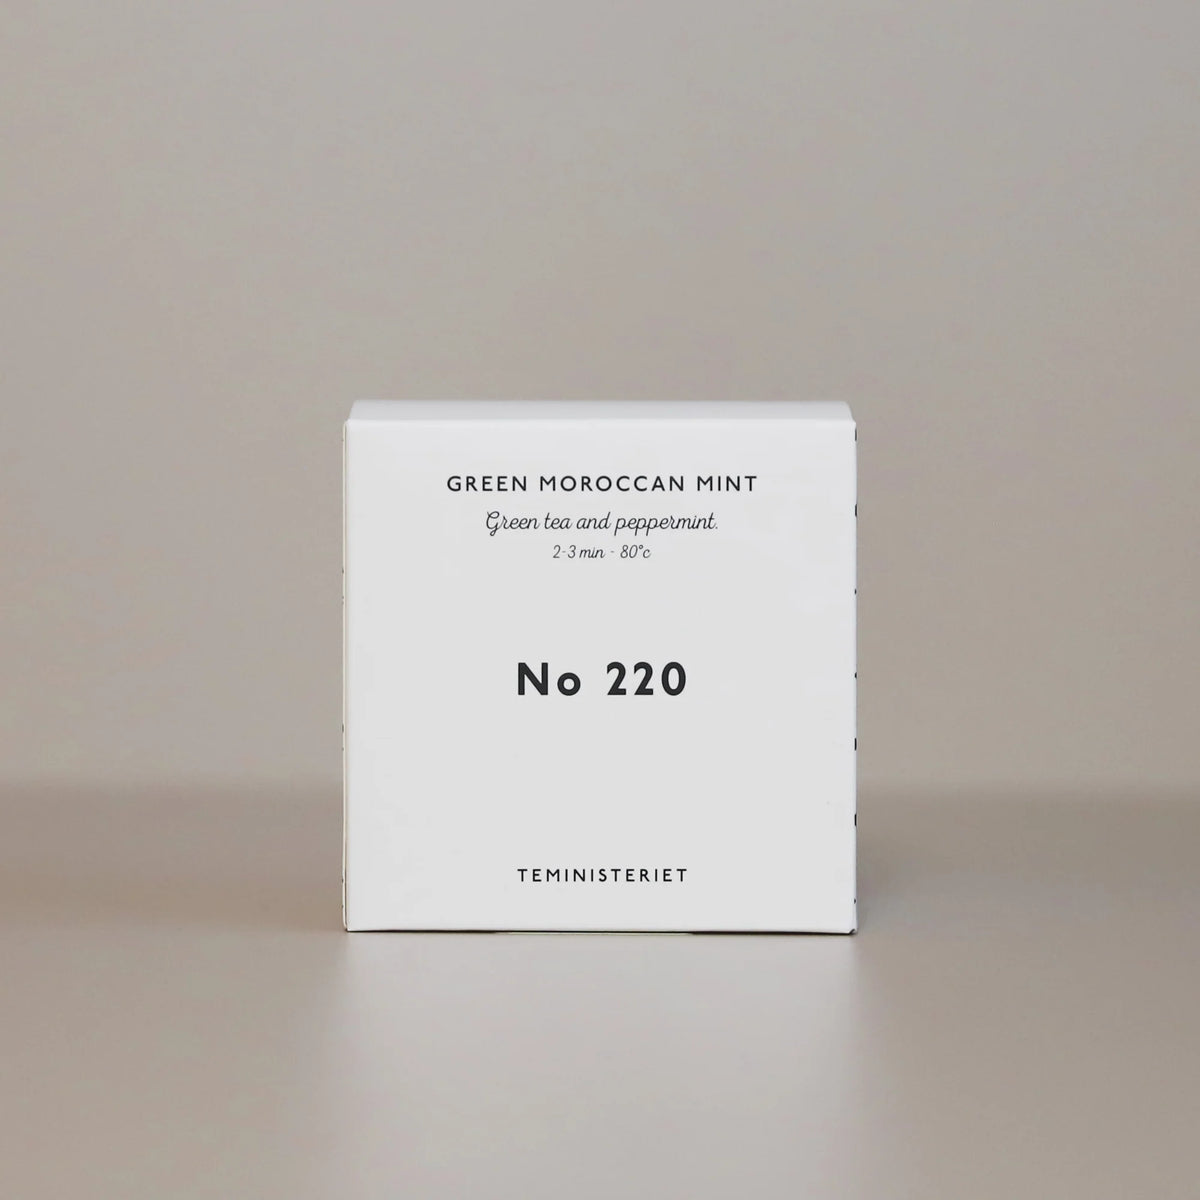 GREEN MOROCCAN MINT
Green tea and peppermint.
2-3 min - 80°c
No 220
TEMINISTERIET